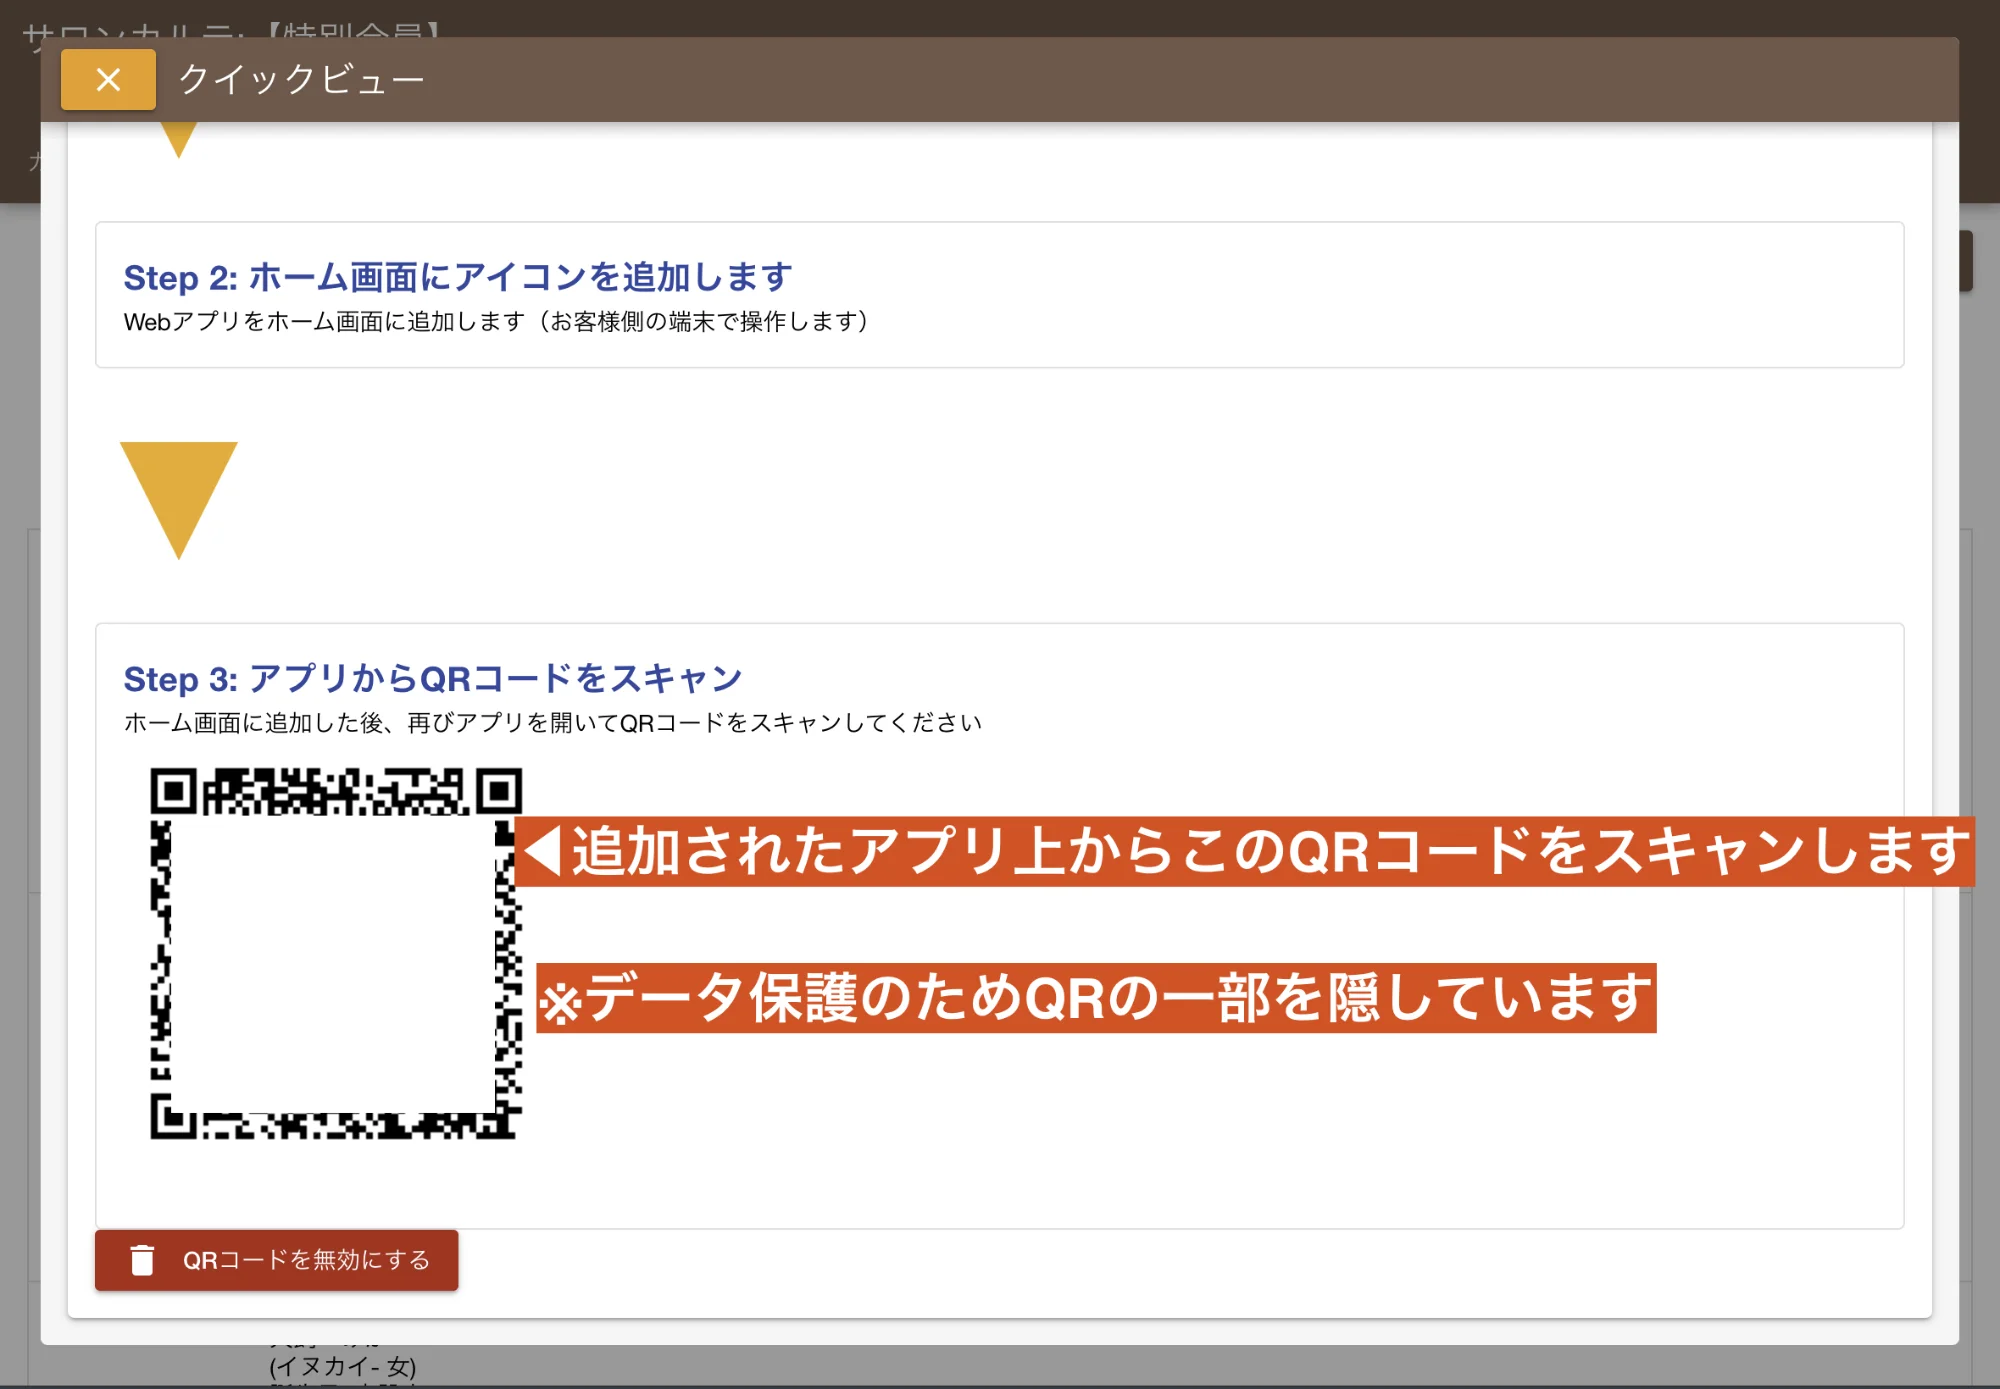 サロンカルテ:【特別会員】
クイックビュー
Step 2: ホーム画面にアイコンを追加します
Webアプリをホーム画面に追加します（お客様側の端末で操作します）
Step 3: アプリからQRコードをスキャン
ホーム画面に追加した後、再びアプリを開いてQRコードをスキャンしてください
◀追加されたアプリ上からこのQRコードをスキャンします
※データ保護のためQRの一部を隠しています
QRコードを無効にする
(イヌカイ- 女)